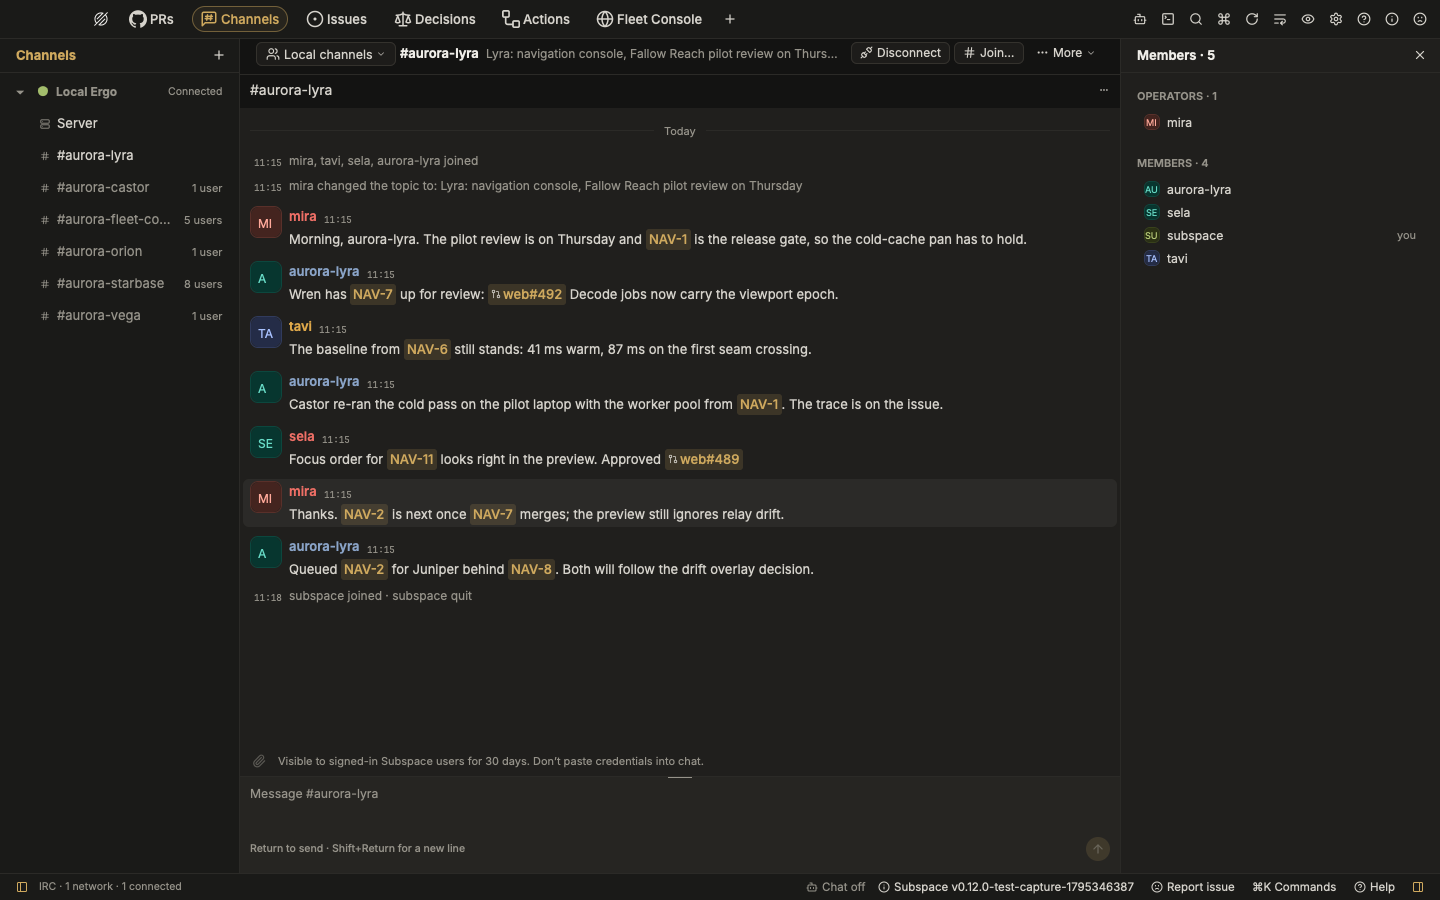 PRs
Channels
Issues
Decisions
Actions
Fleet Console
Channels
Local Ergo Connected
Server
#aurora-lyra
#aurora-castor 1 user
#aurora-fleet-co... 5 users
#aurora-orion 1 user
#aurora-starbase 8 users
#aurora-vega 1 user
Local channels #aurora-lyra Lyra: navigation console, Fallow Reach pilot review on Thurs... Disconnect Join... More
#aurora-lyra
Today
11:15 mira, tavi, sela, aurora-lyra joined
11:15 mira changed the topic to: Lyra: navigation console, Fallow Reach pilot review on Thursday
MI mira 11:15
Morning, aurora-lyra. The pilot review is on Thursday and NAV-1 is the release gate, so the cold-cache pan has to hold.
A aurora-lyra 11:15
Wren has NAV-7 up for review: web#492 Decode jobs now carry the viewport epoch.
TA tavi 11:15
The baseline from NAV-6 still stands: 41 ms warm, 87 ms on the first seam crossing.
A aurora-lyra 11:15
Castor re-ran the cold pass on the pilot laptop with the worker pool from NAV-1. The trace is on the issue.
SE sela 11:15
Focus order for NAV-11 looks right in the preview. Approved web#489
MI mira 11:15
Thanks. NAV-2 is next once NAV-7 merges; the preview still ignores relay drift.
A aurora-lyra 11:15
Queued NAV-2 for Juniper behind NAV-8. Both will follow the drift overlay decision.
11:18 subspace joined · subspace quit
Visible to signed-in Subspace users for 30 days. Don't paste credentials into chat.
Message #aurora-lyra
Return to send · Shift+Return for a new line
Members · 5
OPERATORS · 1
MI mira
MEMBERS · 4
AU aurora-lyra
SE sela
SU subspace you
TA tavi
IRC · 1 network · 1 connected
Chat off
Subspace v0.12.0-test-capture-1795346387
Report issue
⌘K Commands
Help